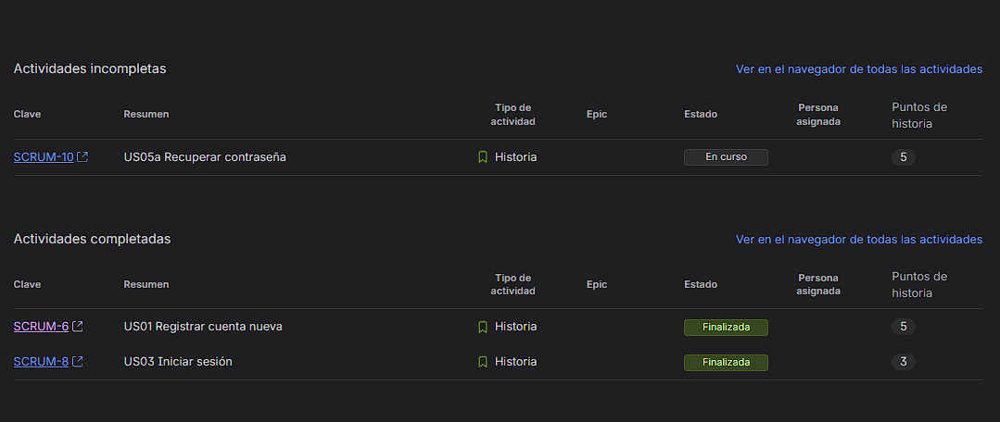 Actividades incompletas
Ver en el navegador de todas las actividades
Clave Resumen Tipo de actividad Epic Estado Persona asignada Puntos de historia
SCRUM-10 US05a Recuperar contraseña Historia En curso 5
Actividades completadas
Ver en el navegador de todas las actividades
Clave Resumen Tipo de actividad Epic Estado Persona asignada Puntos de historia
SCRUM-6 US01 Registrar cuenta nueva Historia Finalizada 5
SCRUM-8 US03 Iniciar sesión Historia Finalizada 3